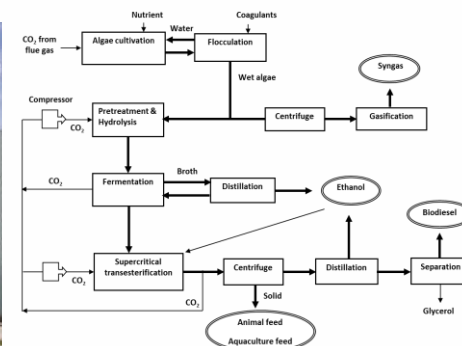 Nutrient
Coagulants
CO2 from
flue gas
Algae cultivation
Water
Flocculation
Syngas
Wet algae
Compressor
CO2
Pretreatment &
Hydrolysis
Centrifuge
Gasification
CO2
Fermentation
Broth
Distillation
Ethanol
Biodiesel
CO2
Supercritical
transesterification
CO2
Centrifuge
Distillation
Separation
Solid
Glycerol
Animal feed
Aquaculture feed